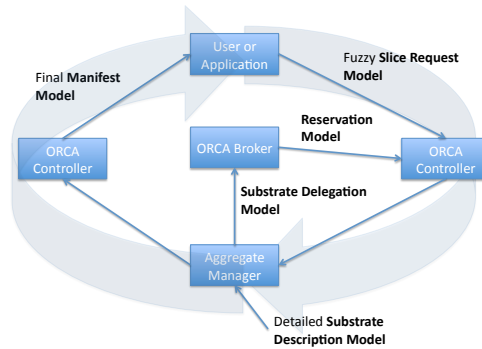 User or
Application
Final Manifest
Model
Fuzzy Slice Request
Model
Reservation
Model
ORCA
Controller
ORCA Broker
ORCA
Controller
Substrate Delegation
Model
Aggregate
Manager
Detailed Substrate
Description Model